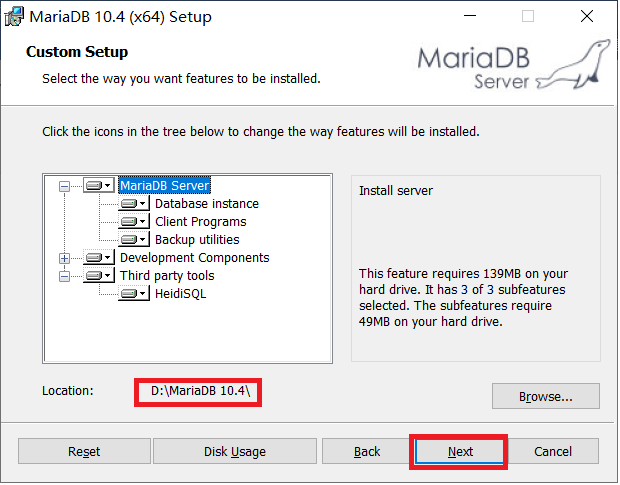 MariaDB 10.4 (x64) Setup
Custom Setup
Select the way you want features to be installed.
MariaDB
Server
Click the icons in the tree below to change the way features will be installed.
MariaDB Server
Database instance
Client Programs
Backup utilities
Development Components
Third party tools
HeidiSQL
Install server
This feature requires 139MB on your
hard drive. It has 3 of 3 subfeatures
selected. The subfeatures require
49MB on your hard drive.
Location:
D:\MariaDB 10.4\
Browse...
Reset
Disk Usage
Back
Next
Cancel